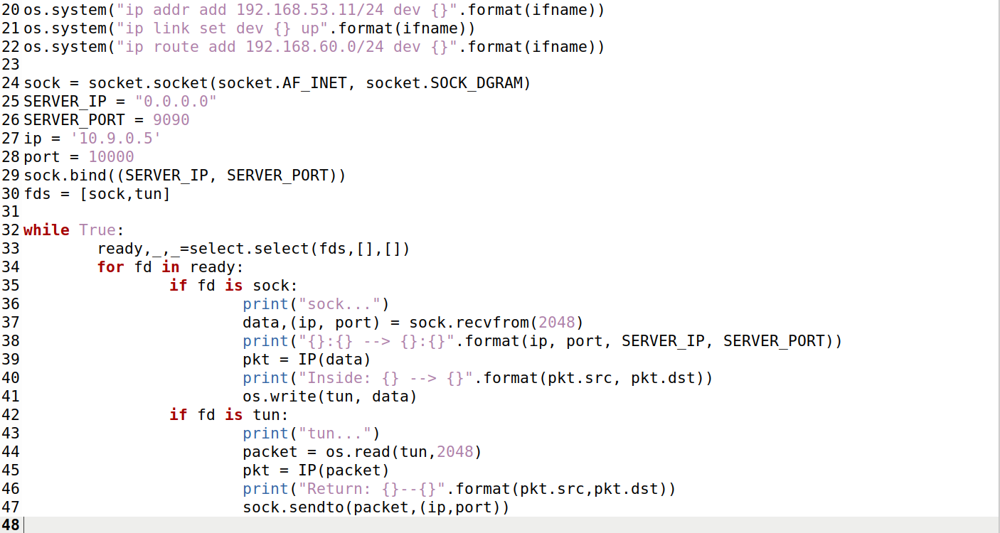 20 os.system("ip addr add 192.168.53.11/24 dev {}".format(ifname))
21 os.system("ip link set dev {} up".format(ifname))
22 os.system("ip route add 192.168.60.0/24 dev {}".format(ifname))
23
24 sock = socket.socket(socket.AF_INET, socket.SOCK_DGRAM)
25 SERVER_IP = "0.0.0.0"
26 SERVER_PORT = 9090
27 ip = '10.9.0.5'
28 port = 10000
29 sock.bind((SERVER_IP, SERVER_PORT))
30 fds = [sock,tun]
31
32 while True:
33         ready,_,_=select.select(fds,[],[])
34         for fd in ready:
35                 if fd is sock:
36                         print("sock...")
37                         data,(ip, port) = sock.recvfrom(2048)
38                         print("{}:{} --> {}:{}".format(ip, port, SERVER_IP, SERVER_PORT))
39                         pkt = IP(data)
40                         print("Inside: {} --> {}".format(pkt.src, pkt.dst))
41                         os.write(tun, data)
42                 if fd is tun:
43                         print("tun...")
44                         packet = os.read(tun,2048)
45                         pkt = IP(packet)
46                         print("Return: {}--{}".format(pkt.src,pkt.dst))
47                         sock.sendto(packet,(ip,port))
48